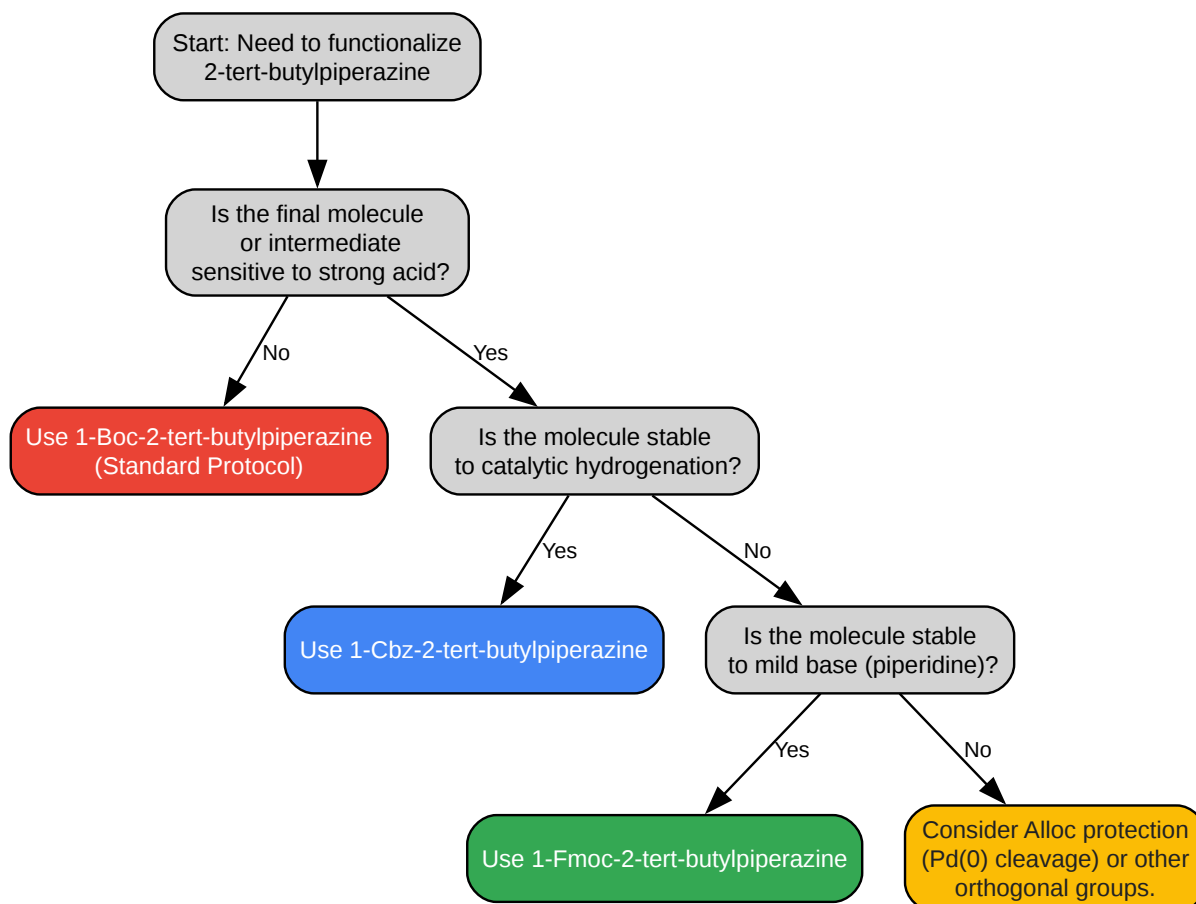 Start: Need to functionalize
2-tert-butylpiperazine
Is the final molecule
or intermediate
sensitive to strong acid?
No
Yes
Use 1-Boc-2-tert-butylpiperazine
(Standard Protocol)
Is the molecule stable
to catalytic hydrogenation?
Yes
No
Use 1-Cbz-2-tert-butylpiperazine
Is the molecule stable
to mild base (piperidine)?
Yes
No
Use 1-Fmoc-2-tert-butylpiperazine
Consider Alloc protection
(Pd(0) cleavage) or other
orthogonal groups.